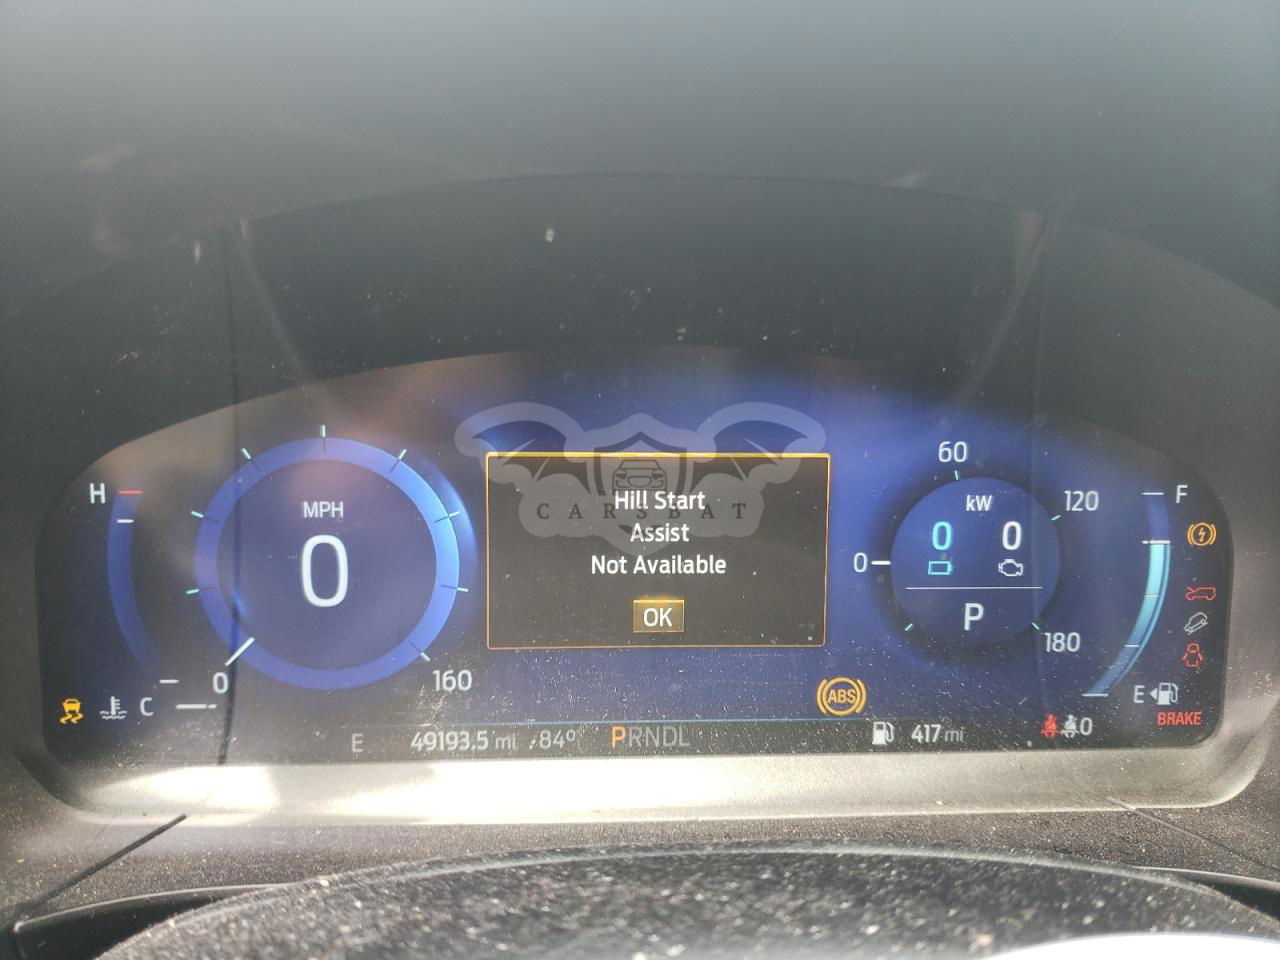 60
H
F
MPH
kW
120
CARSBAT
Hill Start
Assist
Not Available
0
0
0
0
OK
P
180
0
160
C
ABS
E
BRAKE
E
49193.5 mi
84°
PRNDL
417 mi
0